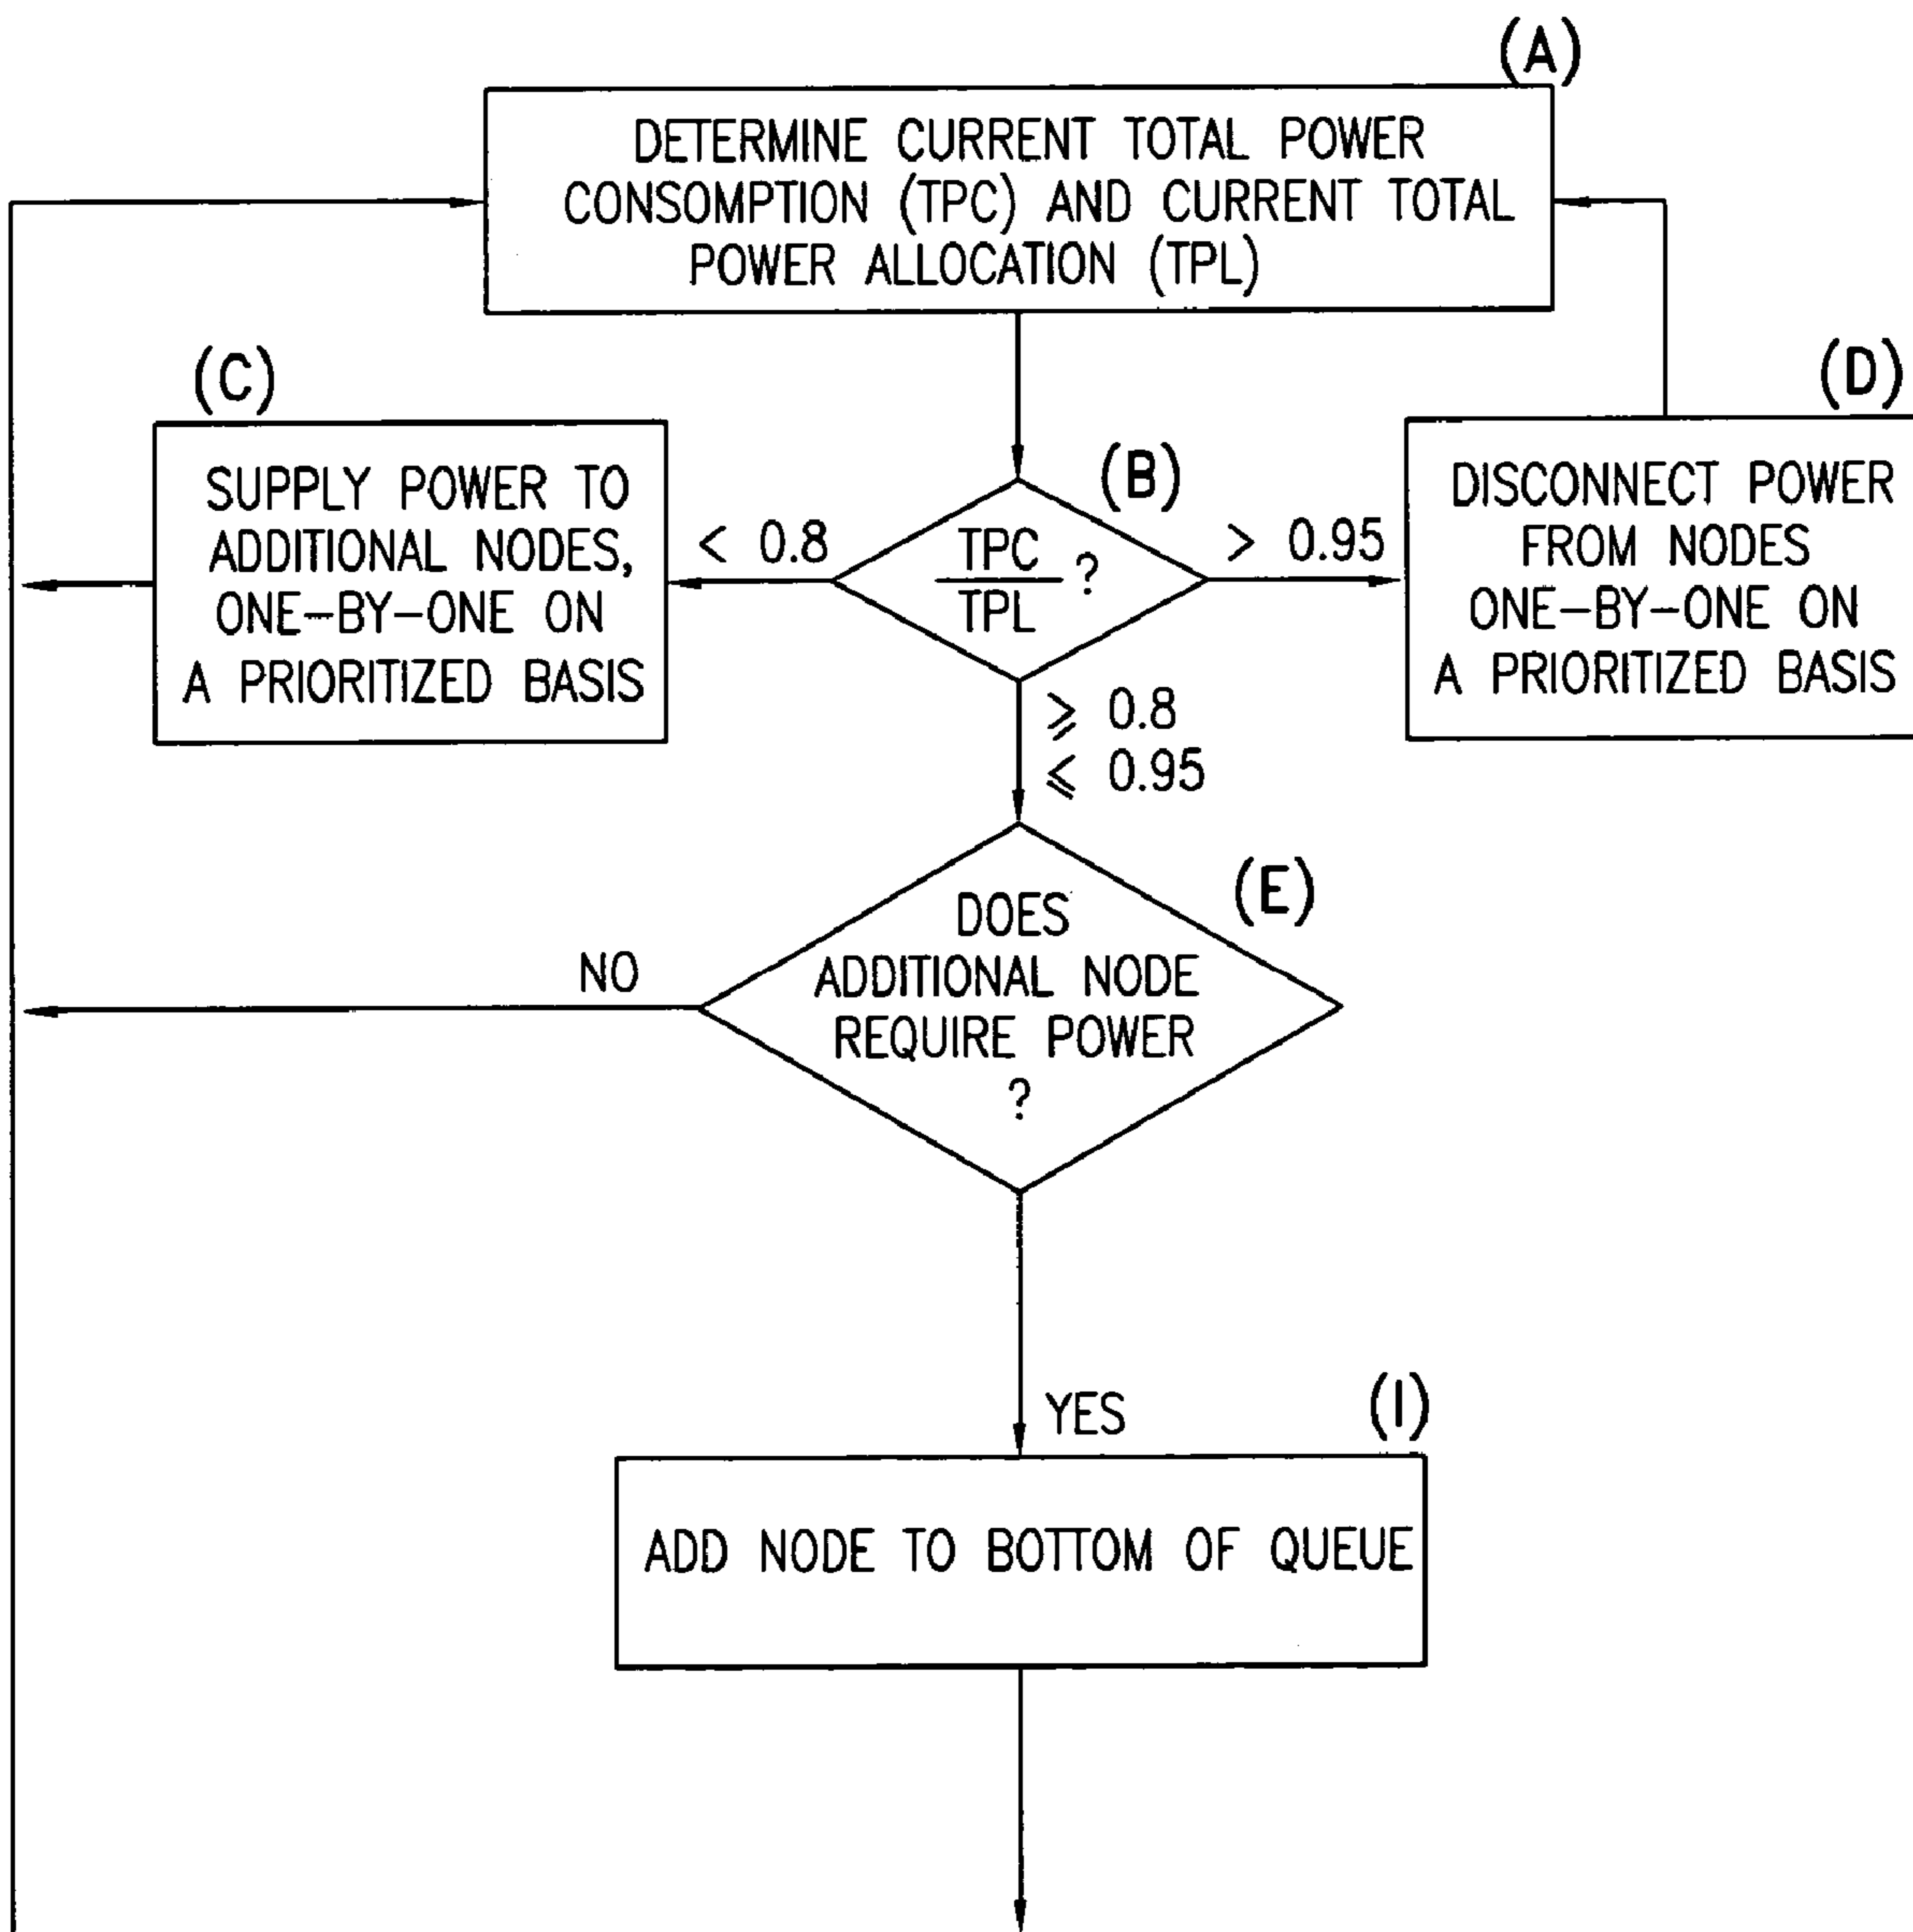 (A)
DETERMINE CURRENT TOTAL POWER
CONSOMPTION (TPC) AND CURRENT TOTAL
POWER ALLOCATION (TPL)
(C)
SUPPLY POWER TO
ADDITIONAL NODES,
ONE-BY-ONE ON
A PRIORITIZED BASIS
< 0.8
(B)
TPC
TPL
?
> 0.95
(D)
DISCONNECT POWER
FROM NODES
ONE-BY-ONE ON
A PRIORITIZED BASIS
⩾ 0.8
⩽ 0.95
(E)
DOES
ADDITIONAL NODE
REQUIRE POWER
?
NO
YES
(I)
ADD NODE TO BOTTOM OF QUEUE